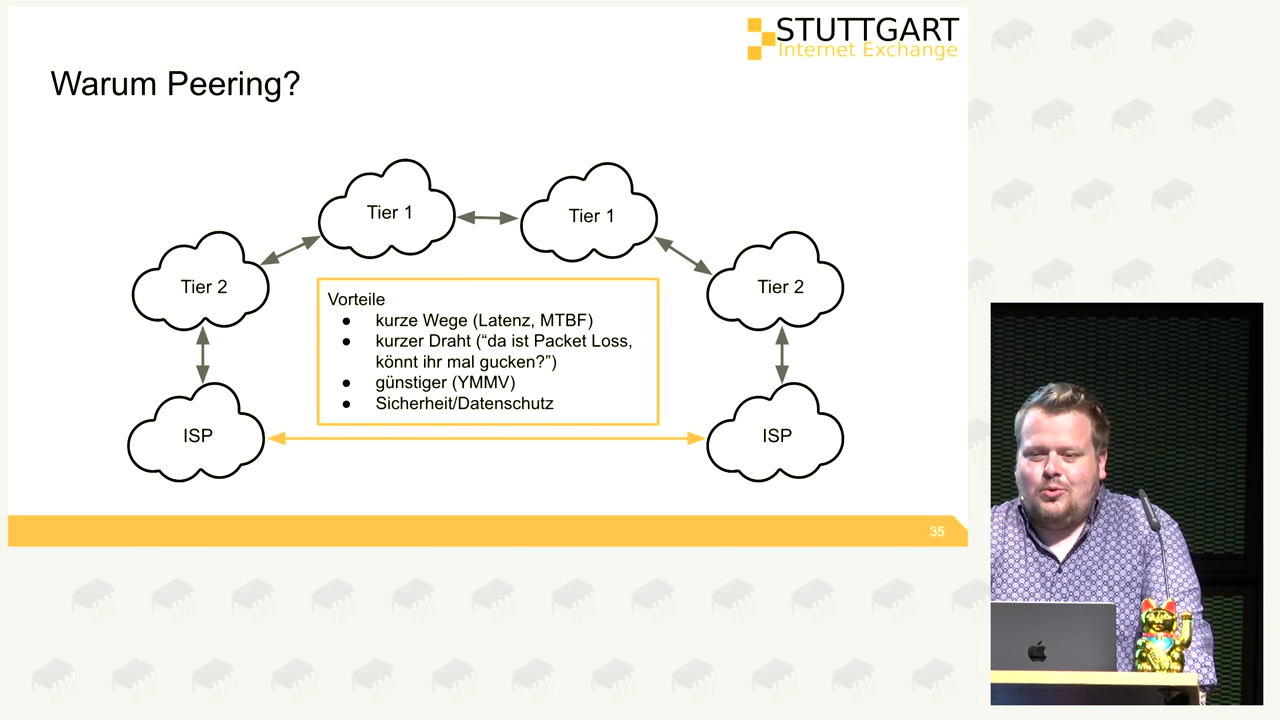 STUTTGART
Internet Exchange
Warum Peering?
Tier 1
Tier 1
Tier 2
Tier 2
Vorteile
● kurze Wege (Latenz, MTBF)
● kurzer Draht (“da ist Packet Loss,
könnt ihr mal gucken?”)
● günstiger (YMMV)
● Sicherheit/Datenschutz
ISP
ISP
35